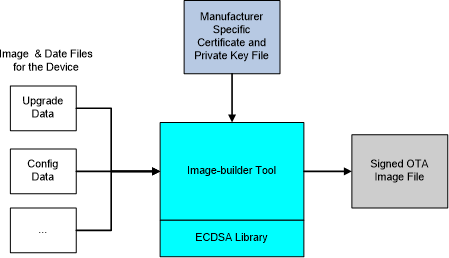 Manufacturer
Specific
Certificate and
Private Key File
Image & Date Files
for the Device
Upgrade
Data
Config
Data
...
Image-builder Tool
ECDSA Library
Signed OTA
Image File